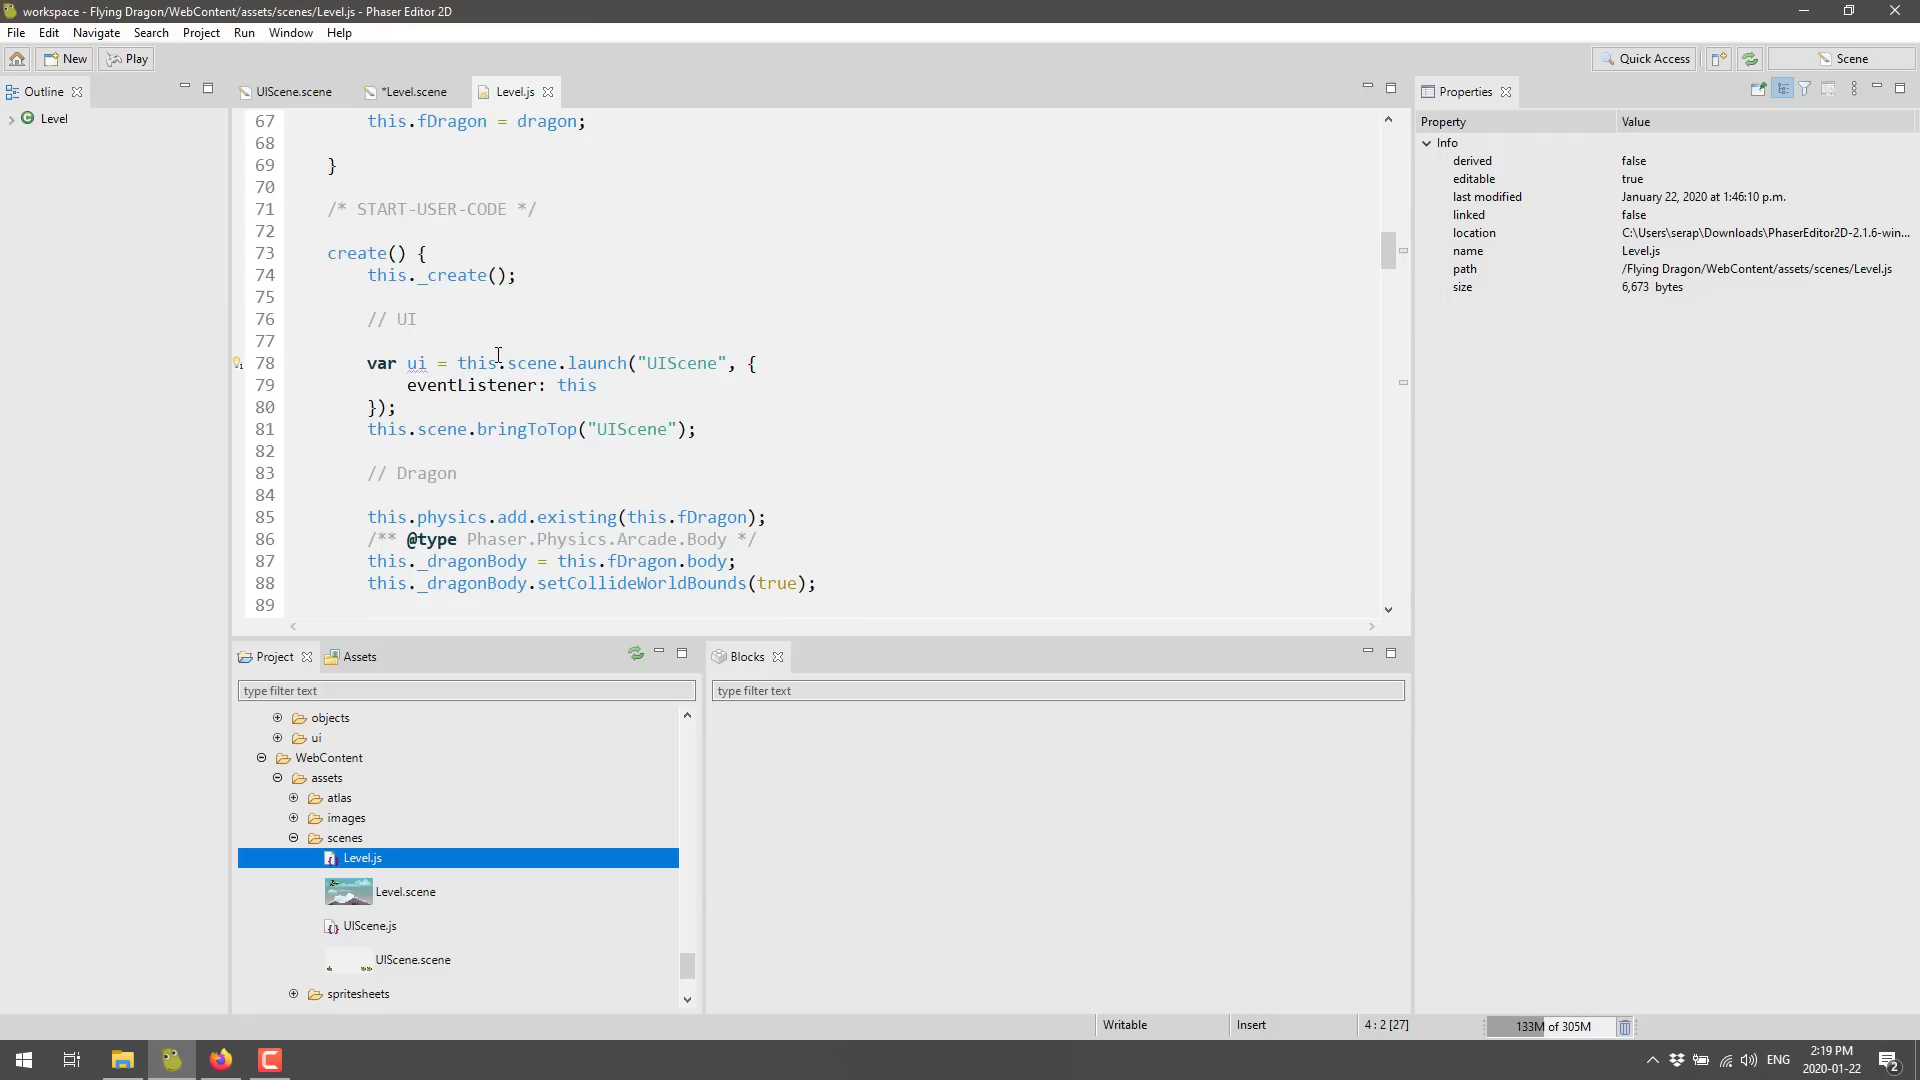 workspace - Flying Dragon/WebContent/assets/scenes/Level.js - Phaser Editor 2D
File Edit Navigate Search Project Run Window Help
New Play Quick Access Scene
Outline
Level
UIScene.scene *Level.scene Level.js
67 this.fDragon = dragon;
68
69 }
70
71 /* START-USER-CODE */
72
73 create() {
74 this._create();
75
76 // UI
77
78 var ui = this.scene.launch("UIScene", {
79 eventListener: this
80 });
81 this.scene.bringToTop("UIScene");
82
83 // Dragon
84
85 this.physics.add.existing(this.fDragon);
86 /** @type Phaser.Physics.Arcade.Body */
87 this._dragonBody = this.fDragon.body;
88 this._dragonBody.setCollideWorldBounds(true);
89
Properties
Property Value
Info
derived false
editable true
last modified January 22, 2020 at 1:46:10 p.m.
linked false
location C:\Users\serap\Downloads\PhaserEditor2D-2.1.6-win...
name Level.js
path /Flying Dragon/WebContent/assets/scenes/Level.js
size 6,673 bytes
Project Assets
type filter text
objects
ui
WebContent
assets
atlas
images
scenes
Level.js
Level.scene
UIScene.js
UIScene.scene
spritesheets
Blocks
type filter text
Writable Insert 4 : 2 [27] 133M of 305M
ENG 2:19 PM
2020-01-22
2